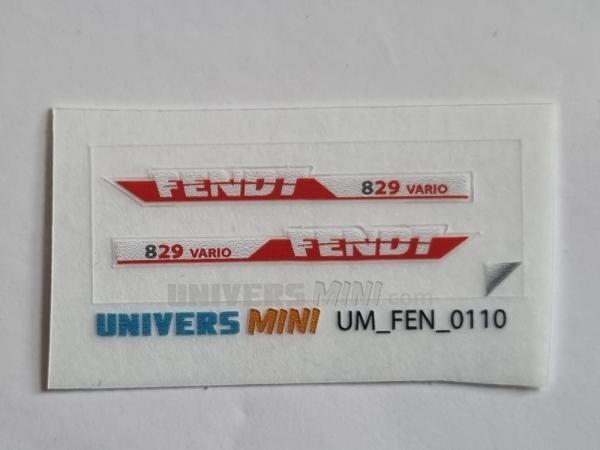 FENDT 829 VARIO
829 VARIO FENDT
UNIVERS MINI.com
UNIVERS MINI UM_FEN_0110